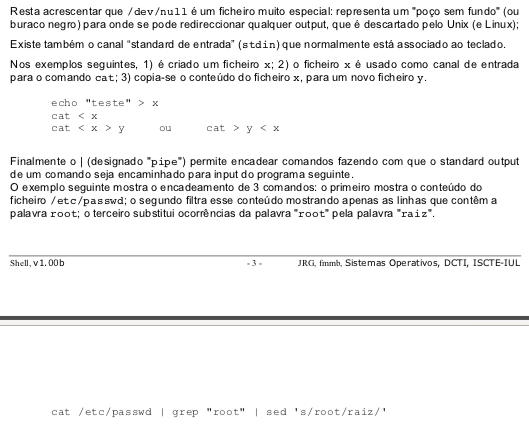 Resta acrescentar que /dev/null é um ficheiro muito especial: representa um "poço sem fundo" (ou
buraco negro) para onde se pode redireccionar qualquer output, que é descartado pelo Unix (e Linux);
Existe também o canal “standard de entrada” (stdin) que normalmente está associado ao teclado.
Nos exemplos seguintes, 1) é criado um ficheiro x; 2) o ficheiro x é usado como canal de entrada
para o comando cat; 3) copia-se o conteúdo do ficheiro x, para um novo ficheiro y.
echo "teste" > x
cat < x
cat < x > y ou cat > y < x
Finalmente o | (designado "pipe") permite encadear comandos fazendo com que o standard output
de um comando seja encaminhado para input do programa seguinte.
O exemplo seguinte mostra o encadeamento de 3 comandos: o primeiro mostra o conteúdo do
ficheiro /etc/passwd; o segundo filtra esse conteúdo mostrando apenas as linhas que contêm a
palavra root; o terceiro substitui ocorrências da palavra "root" pela palavra "raiz".
Shell, v1.00b - 3 - JRG, fmmb, Sistemas Operativos, DCTI, ISCTE-IUL
cat /etc/passwd | grep "root" | sed 's/root/raiz/'